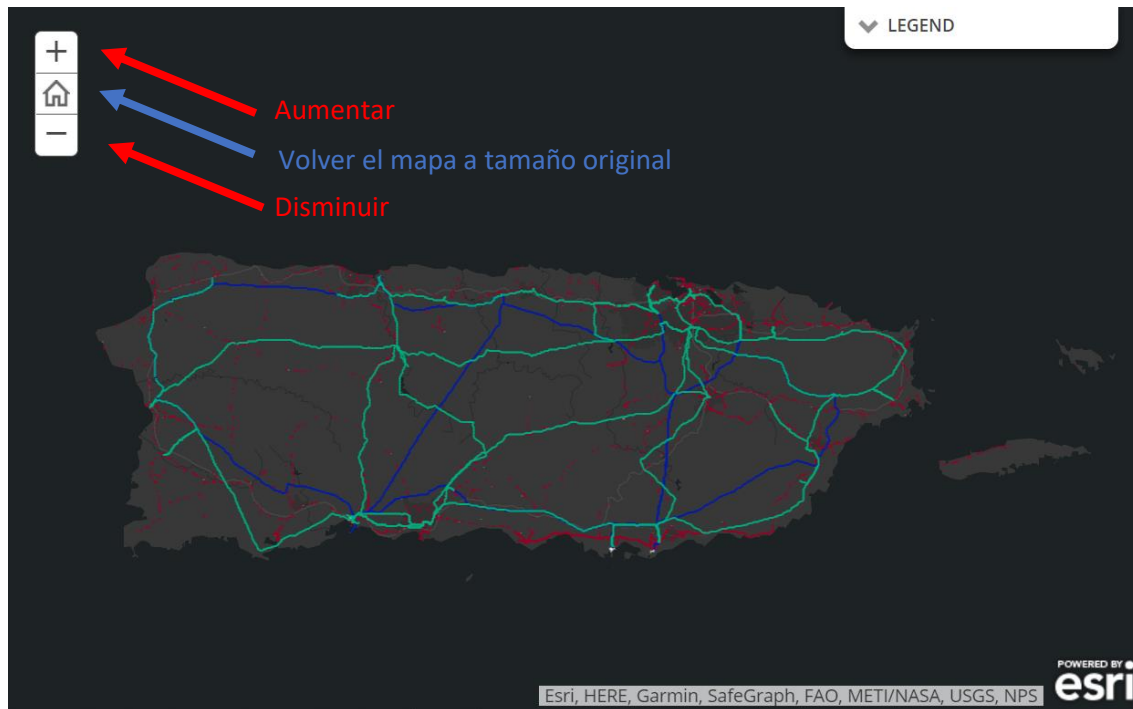 LEGEND
+
Aumentar
Volver el mapa a tamaño original
−
Disminuir
POWERED BY
esri
Esri, HERE, Garmin, SafeGraph, FAO, METI/NASA, USGS, NPS